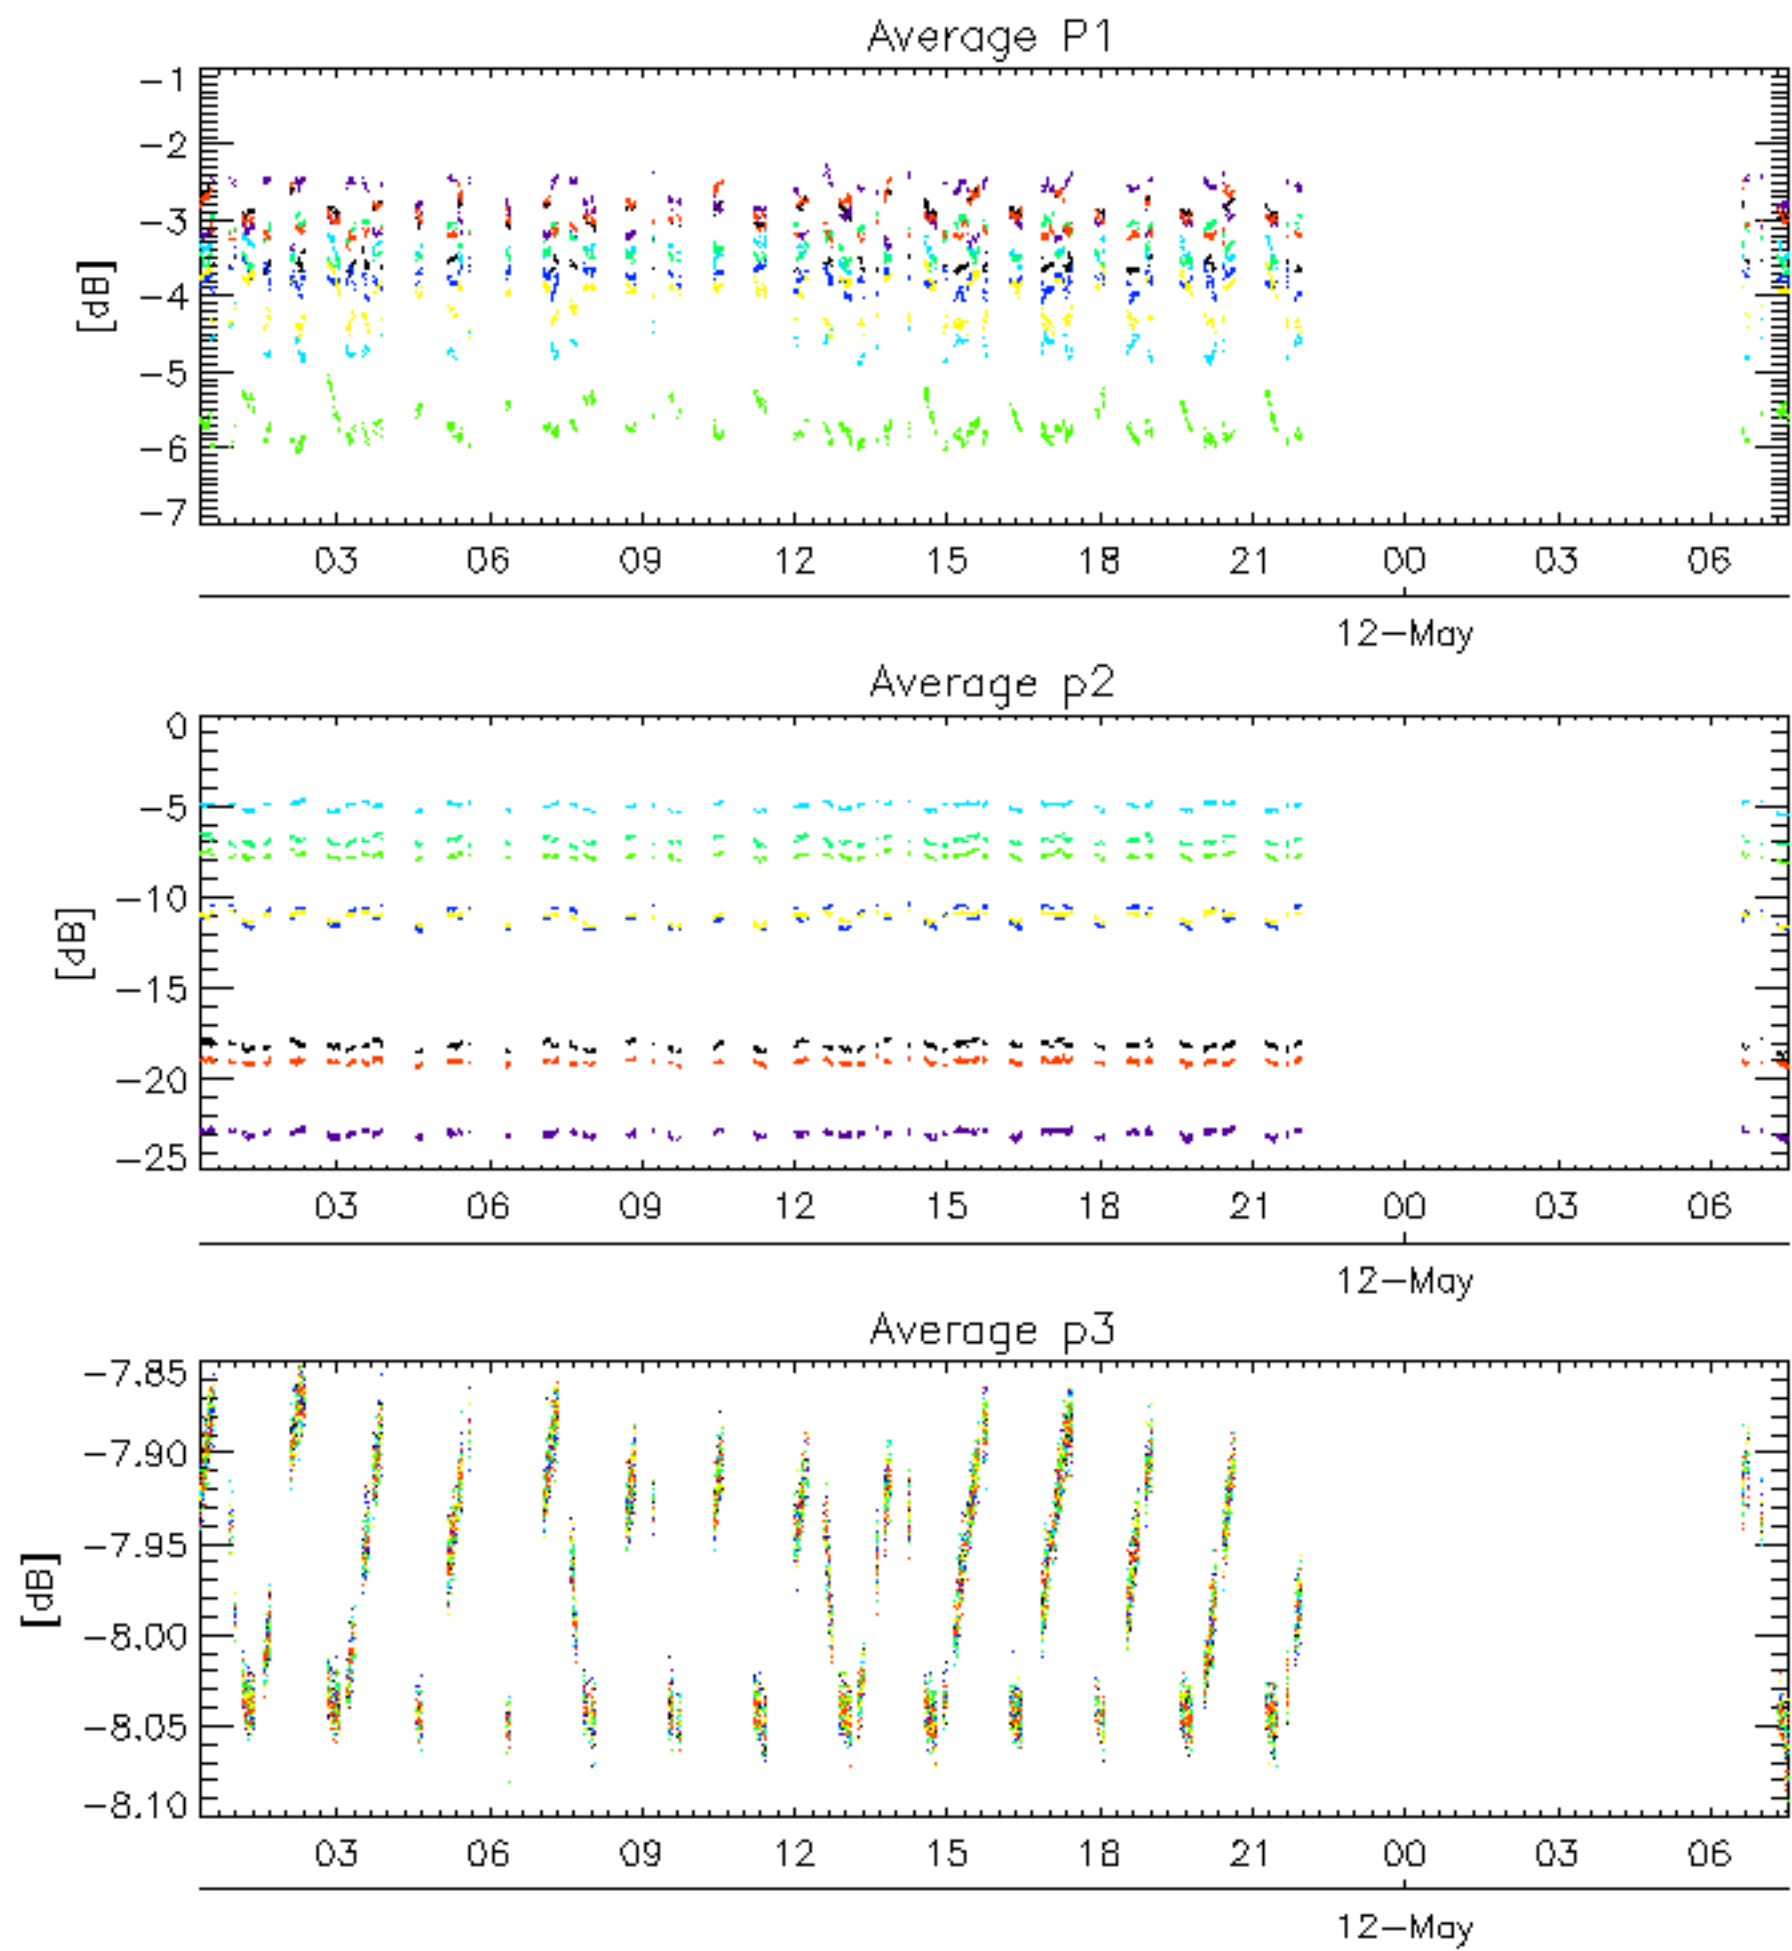 Average P1
−1
−2
−3
−4
−5
−6
−7
[dB]
03 06 09 12 15 18 21 00 03 06
12−May
Average p2
0
−5
−10
−15
−20
−25
[dB]
03 06 09 12 15 18 21 00 03 06
12−May
Average p3
−7.85
−7.90
−7.95
−8.00
−8.05
−8.10
[dB]
03 06 09 12 15 18 21 00 03 06
12−May